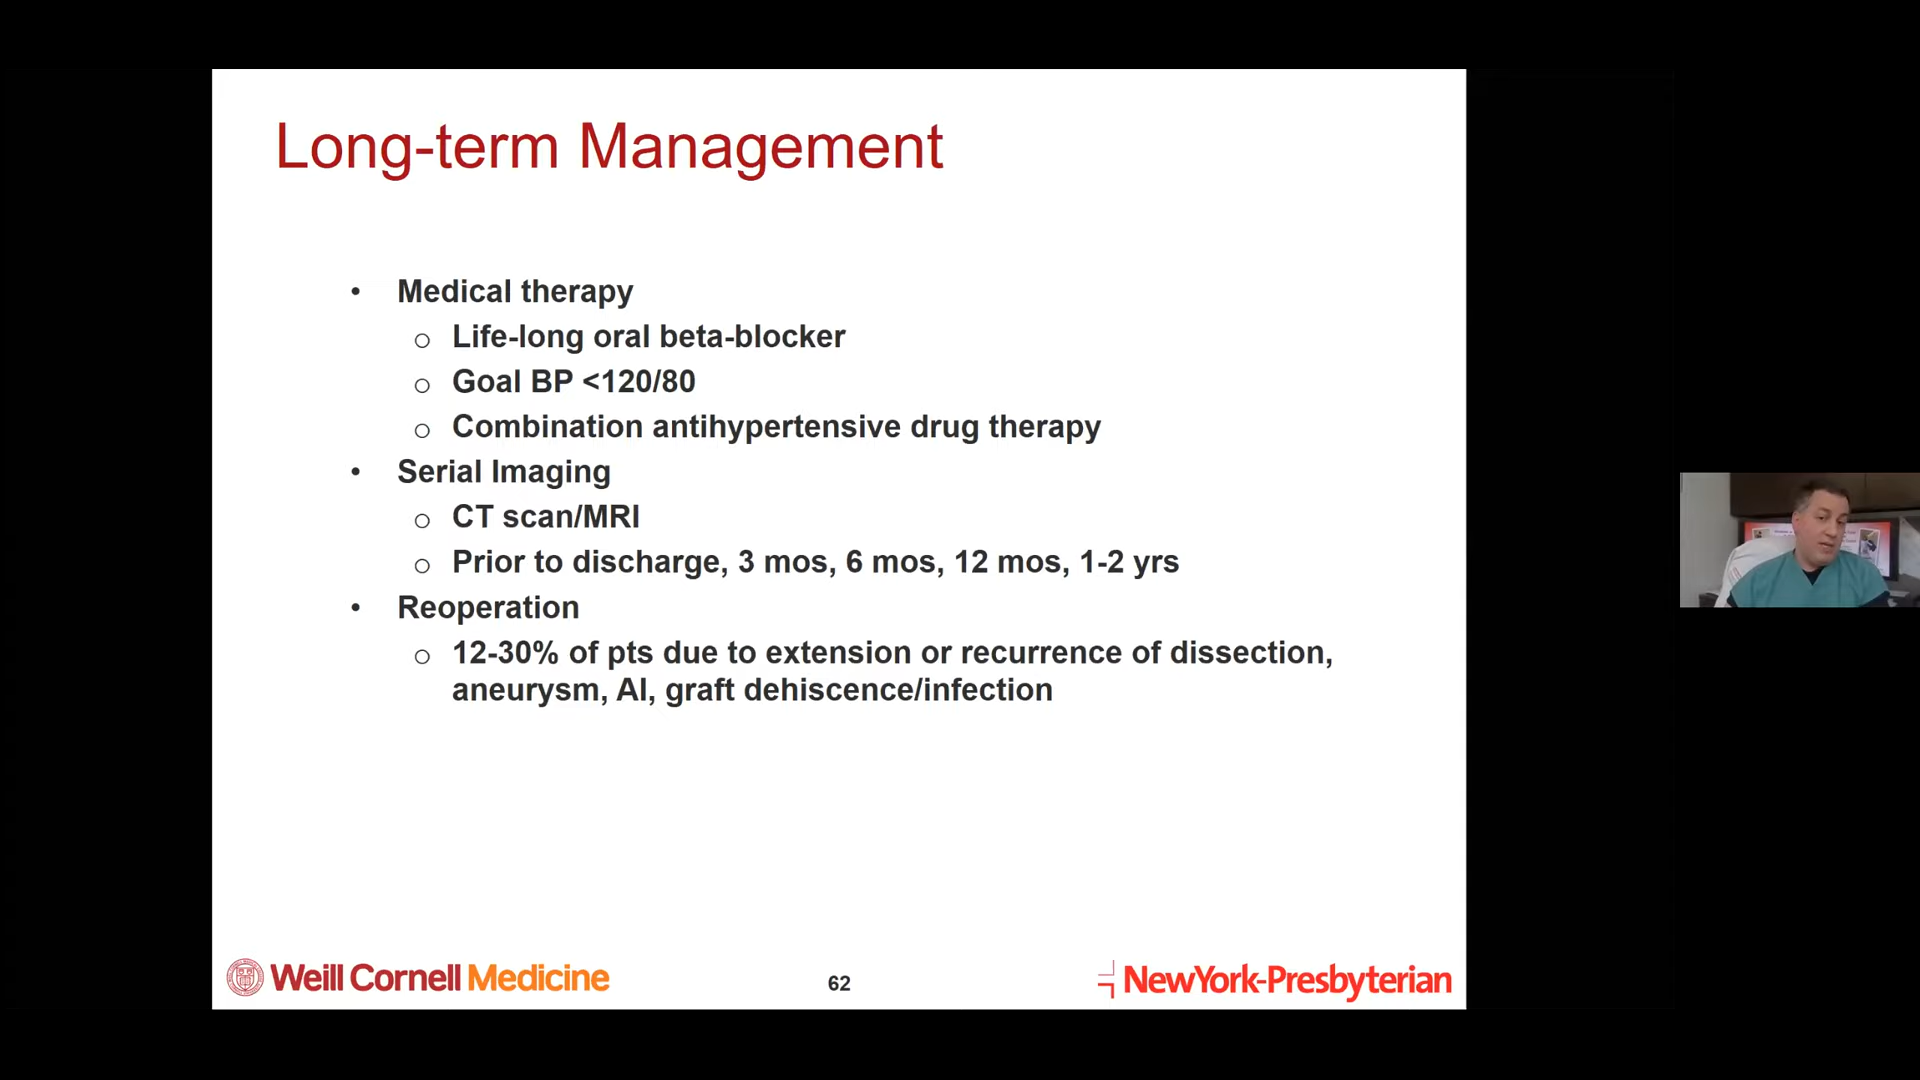 Long-term Management
• Medical therapy
o Life-long oral beta-blocker
o Goal BP <120/80
o Combination antihypertensive drug therapy
• Serial Imaging
o CT scan/MRI
o Prior to discharge, 3 mos, 6 mos, 12 mos, 1-2 yrs
• Reoperation
o 12-30% of pts due to extension or recurrence of dissection,
aneurysm, AI, graft dehiscence/infection
Weill Cornell Medicine
62
NewYork-Presbyterian